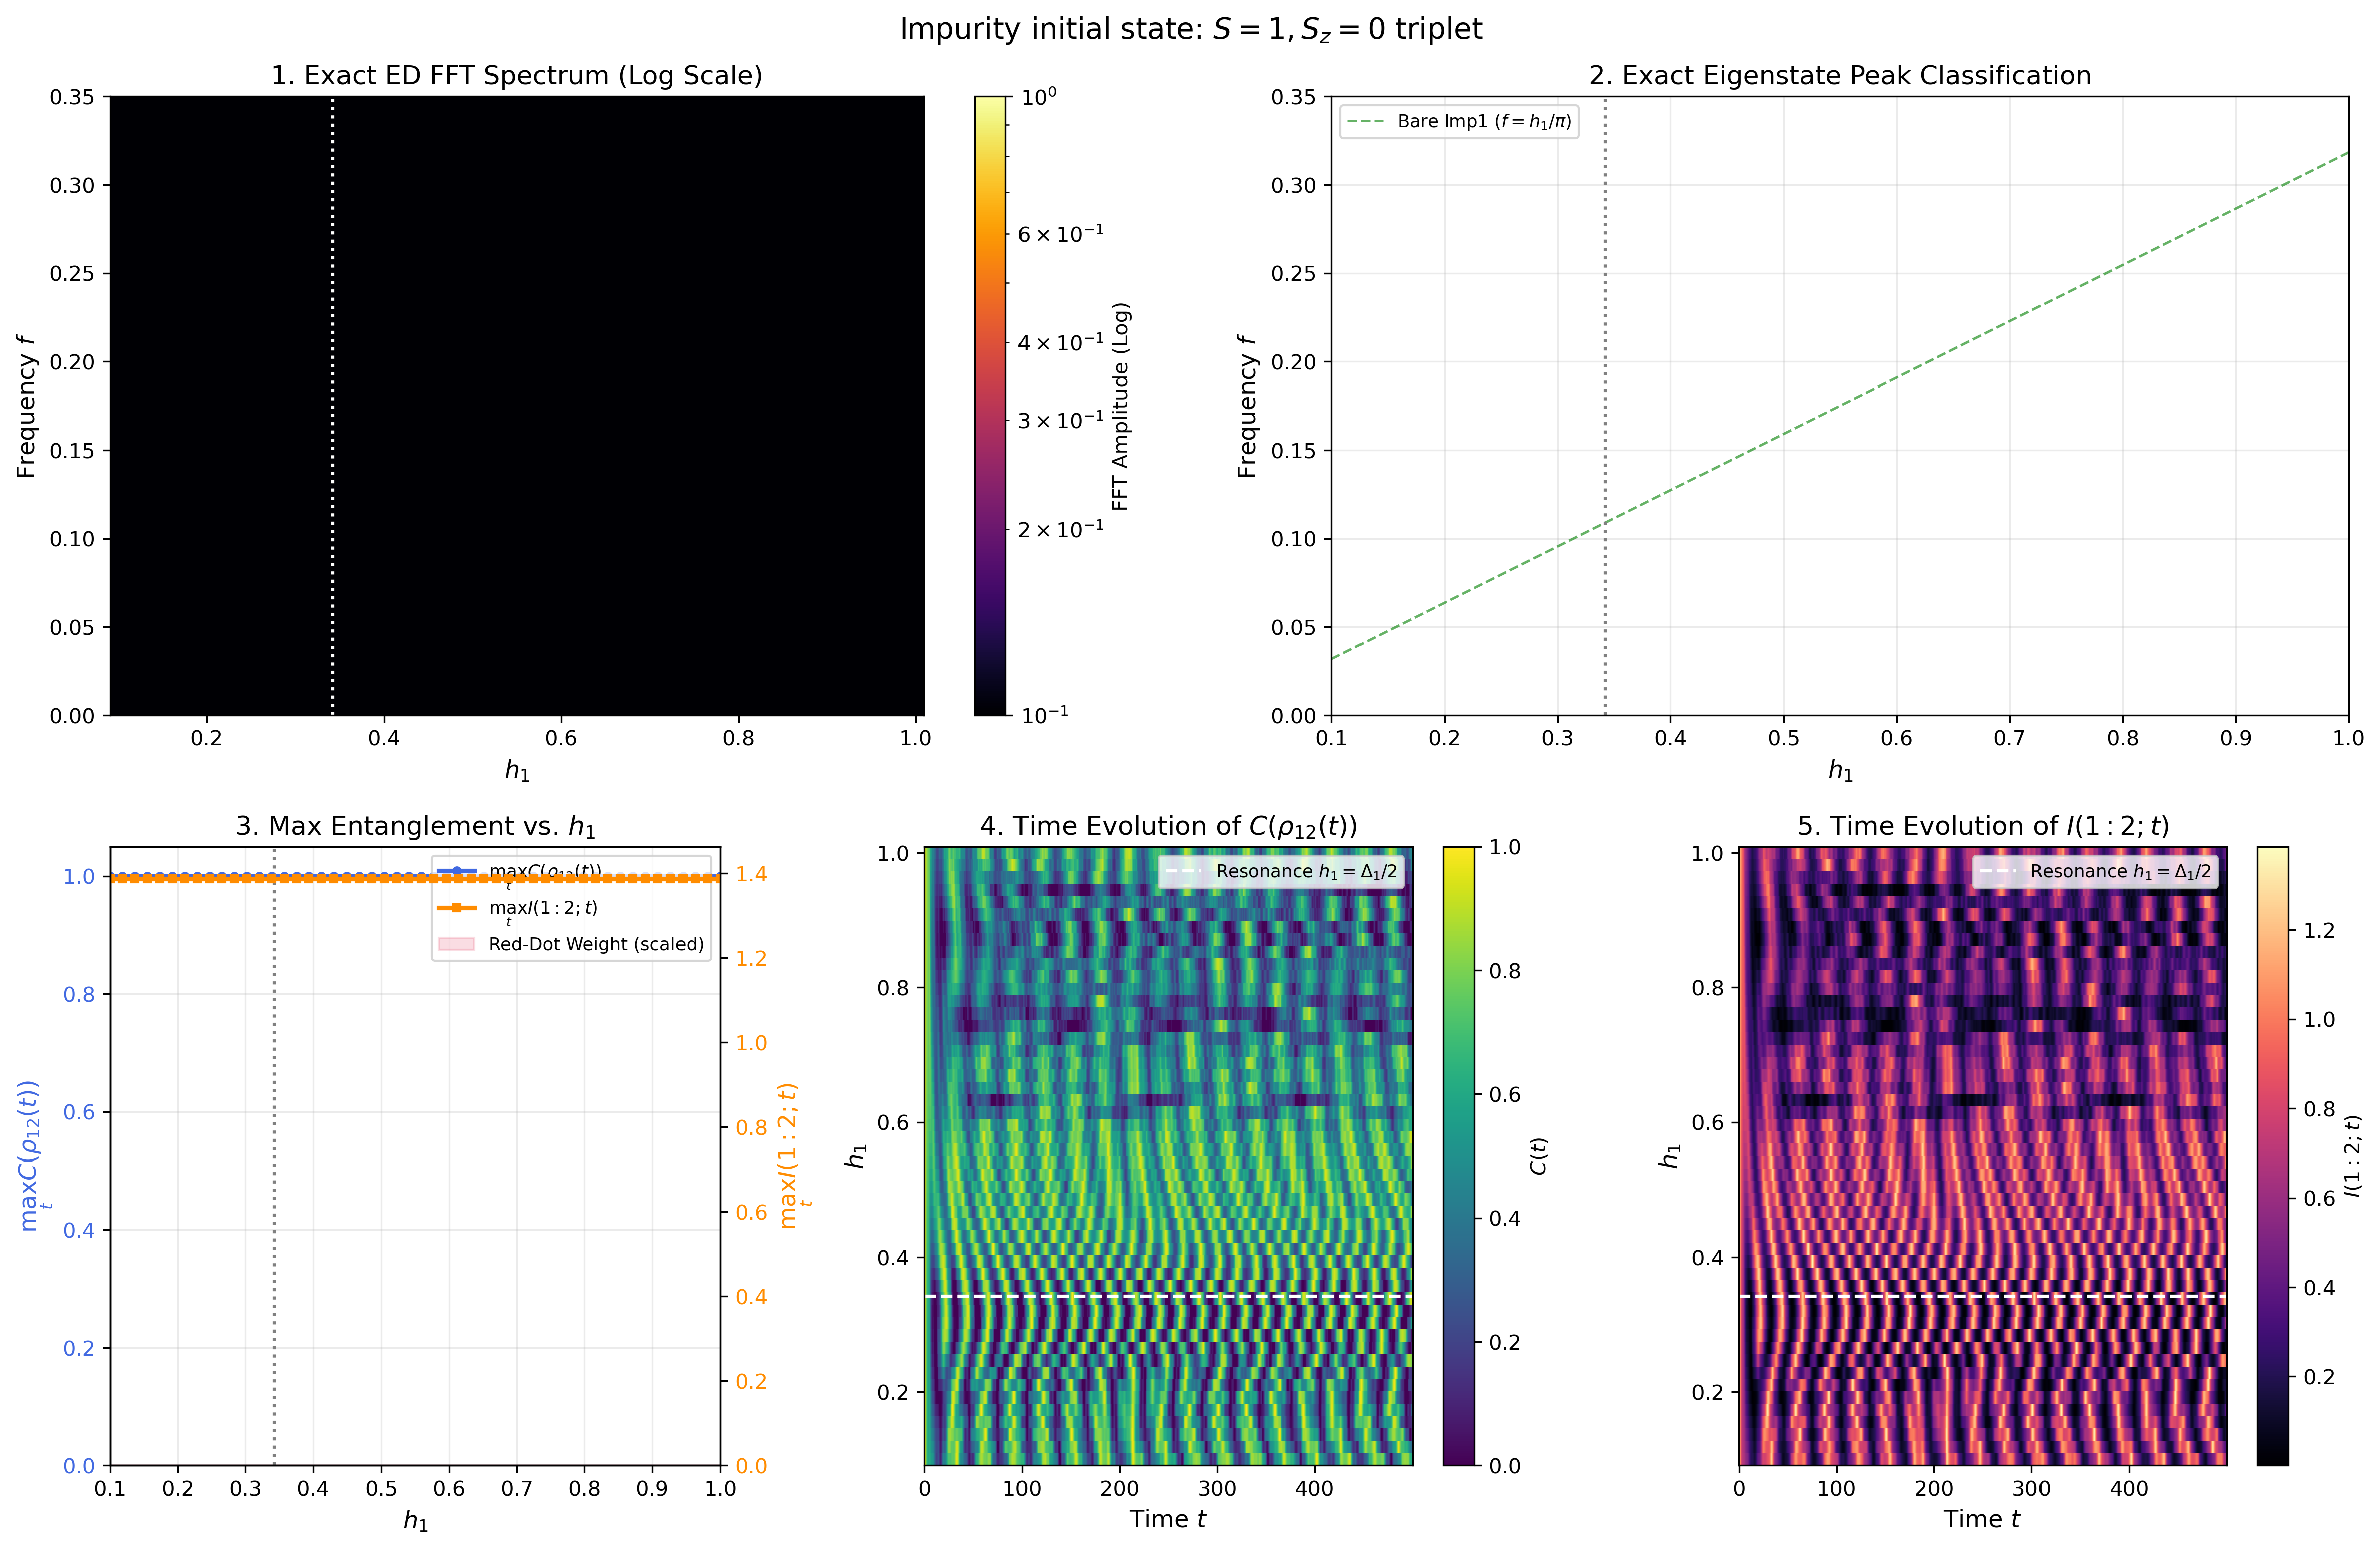 Impurity initial state: S = 1, S_z = 0 triplet
1. Exact ED FFT Spectrum (Log Scale)
0.35
0.30
0.25
0.20
0.15
0.10
0.05
0.00
Frequency f
0.2 0.4 0.6 0.8 1.0
h_1
10^0
6 × 10^−1
4 × 10^−1
3 × 10^−1
2 × 10^−1
10^−1
FFT Amplitude (Log)
2. Exact Eigenstate Peak Classification
Bare Imp1 (f = h_1/π)
0.35
0.30
0.25
0.20
0.15
0.10
0.05
0.00
Frequency f
0.1 0.2 0.3 0.4 0.5 0.6 0.7 0.8 0.9 1.0
h_1
3. Max Entanglement vs. h_1
max_t C(ρ_12(t))
max_t I(1 : 2; t)
Red-Dot Weight (scaled)
1.0
0.8
0.6
0.4
0.2
0.0
max_t C(ρ_12(t))
0.1 0.2 0.3 0.4 0.5 0.6 0.7 0.8 0.9 1.0
h_1
1.4
1.2
1.0
0.8
0.6
0.4
0.2
0.0
max_t I(1 : 2; t)
4. Time Evolution of C(ρ_12(t))
Resonance h_1 = Δ_1/2
1.0
0.8
0.6
0.4
0.2
h_1
0 100 200 300 400
Time t
1.0
0.8
0.6
0.4
0.2
0.0
C(t)
5. Time Evolution of I(1 : 2; t)
Resonance h_1 = Δ_1/2
1.0
0.8
0.6
0.4
0.2
h_1
0 100 200 300 400
Time t
1.2
1.0
0.8
0.6
0.4
0.2
I(1 : 2; t)